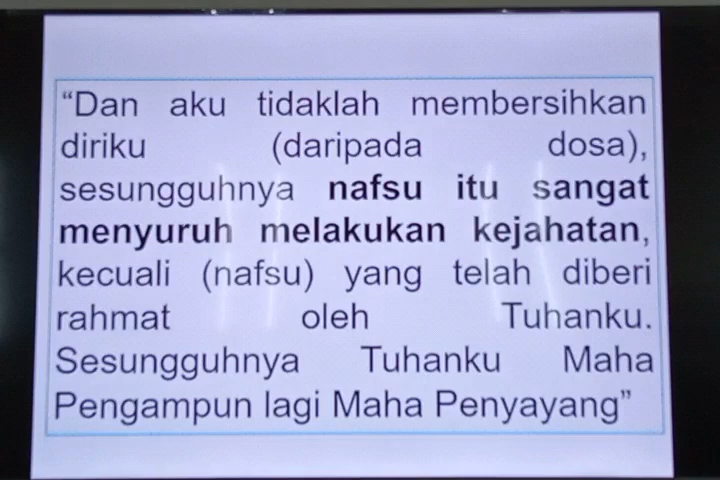 “Dan aku tidaklah membersihkan
diriku (daripada dosa),
sesungguhnya nafsu itu sangat
menyuruh melakukan kejahatan,
kecuali (nafsu) yang telah diberi
rahmat oleh Tuhanku.
Sesungguhnya Tuhanku Maha
Pengampun lagi Maha Penyayang”